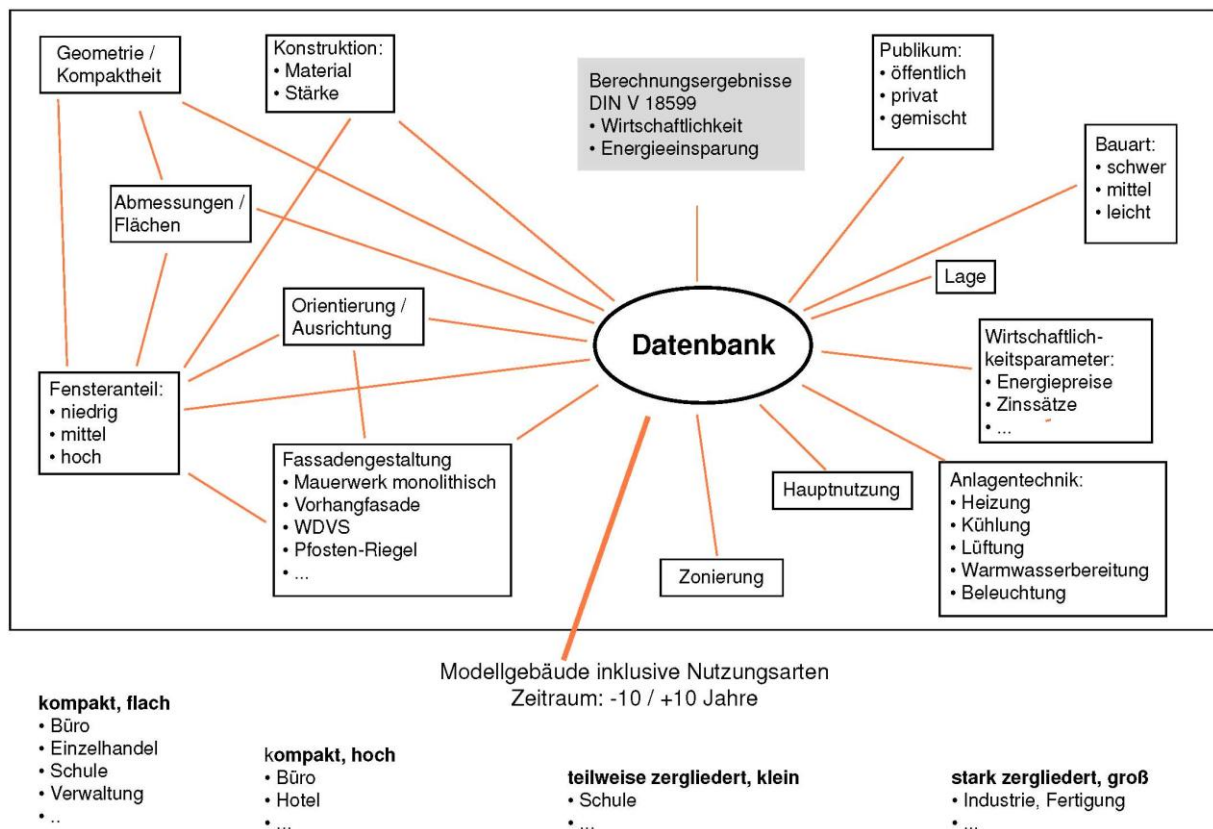 Geometrie /
Kompaktheit
Konstruktion:
• Material
• Stärke
Berechnungsergebnisse
DIN V 18599
• Wirtschaftlichkeit
• Energieeinsparung
Publikum:
• öffentlich
• privat
• gemischt
Bauart:
• schwer
• mittel
• leicht
Abmessungen /
Flächen
Lage
Orientierung /
Ausrichtung
Datenbank
Wirtschaftlich-
keitsparameter:
• Energiepreise
• Zinssätze
• ...
Fensteranteil:
• niedrig
• mittel
• hoch
Fassadengestaltung
• Mauerwerk monolithisch
• Vorhangfasade
• WDVS
• Pfosten-Riegel
• ...
Hauptnutzung
Zonierung
Anlagentechnik:
• Heizung
• Kühlung
• Lüftung
• Warmwasserbereitung
• Beleuchtung
Modellgebäude inklusive Nutzungsarten
Zeitraum: -10 / +10 Jahre
kompakt, flach
• Büro
• Einzelhandel
• Schule
• Verwaltung
• ..
kompakt, hoch
• Büro
• Hotel
• ...
teilweise zergliedert, klein
• Schule
• ...
stark zergliedert, groß
• Industrie, Fertigung
• ...